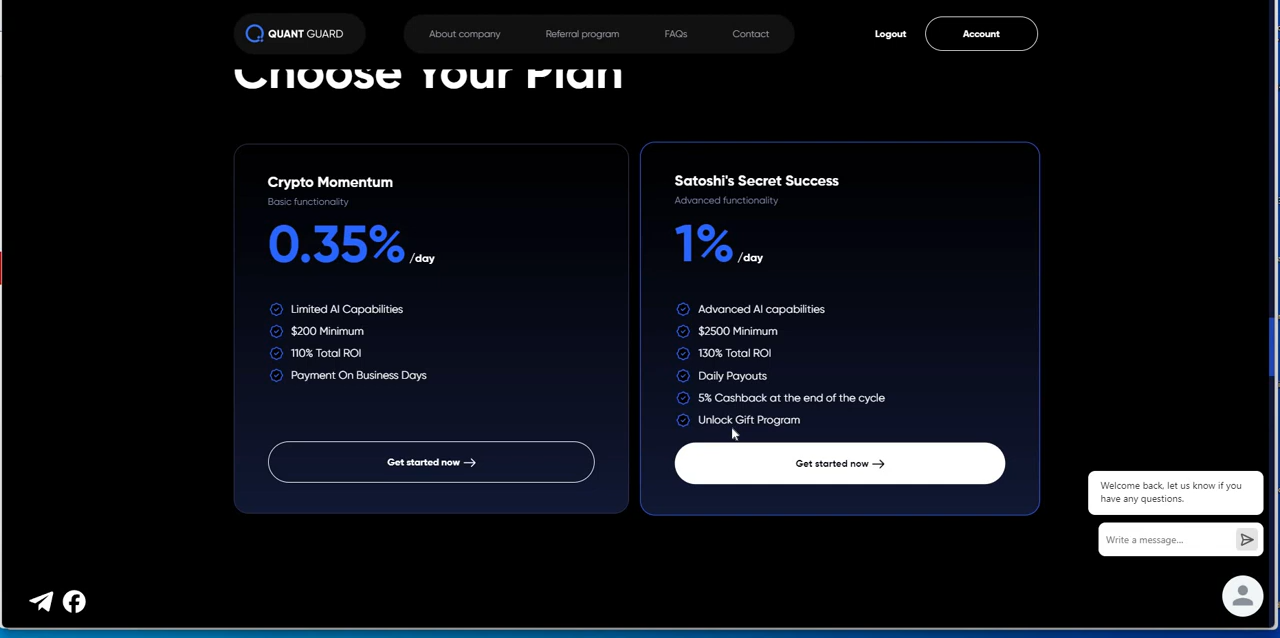 QUANT GUARD
About company
Referral program
FAQs
Contact
Logout
Account
Choose Your Plan
Crypto Momentum
Basic functionality
0.35% /day
Limited AI Capabilities
$200 Minimum
110% Total ROI
Payment On Business Days
Get started now
Satoshi's Secret Success
Advanced functionality
1% /day
Advanced AI capabilities
$2500 Minimum
130% Total ROI
Daily Payouts
5% Cashback at the end of the cycle
Unlock Gift Program
Get started now
Welcome back, let us know if you
have any questions.
Write a message...